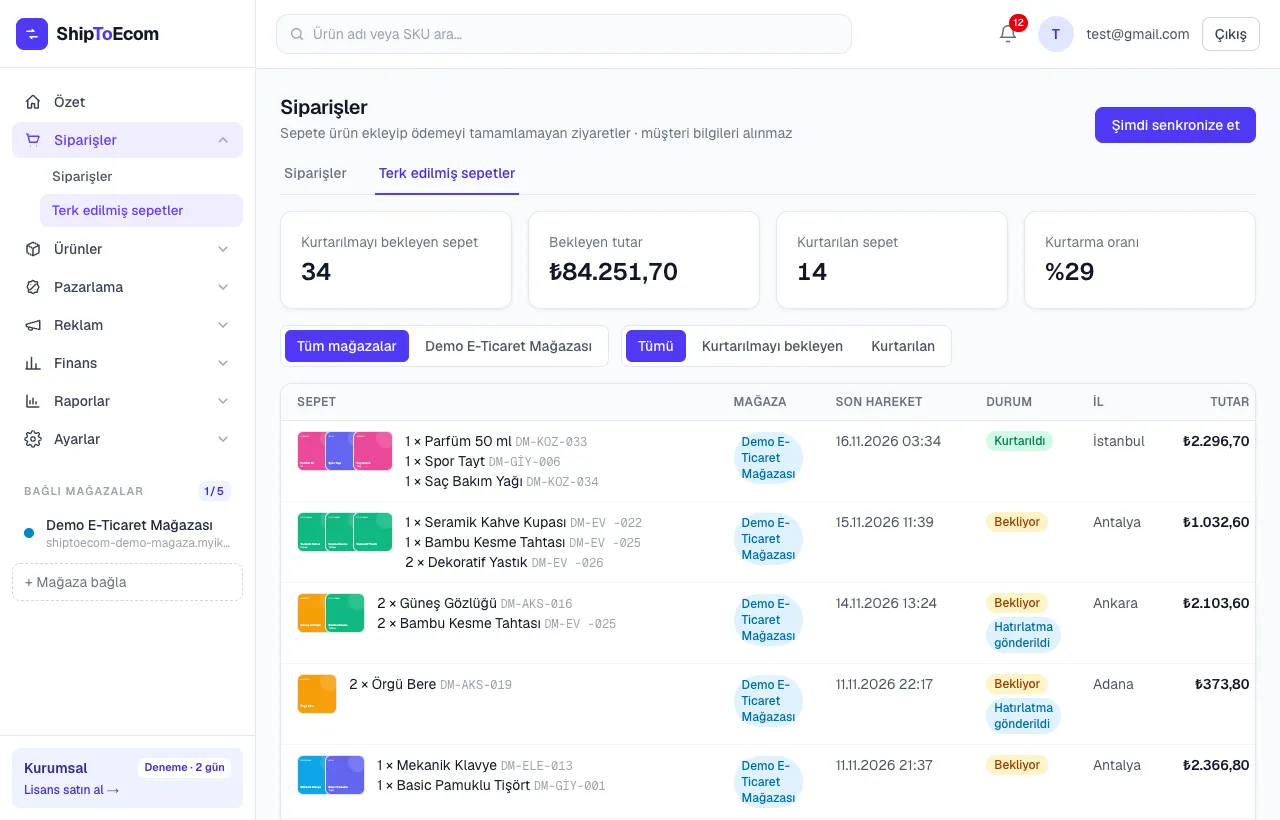 ShipToEcom
Ürün adı veya SKU ara...
12
T
test@gmail.com
Çıkış
Özet
Siparişler
Siparişler
Terk edilmiş sepetler
Ürünler
Pazarlama
Reklam
Finans
Raporlar
Ayarlar
BAĞLI MAĞAZALAR
1/5
Demo E-Ticaret Mağazası
shiptoecom-demo-magaza.myik...
+ Mağaza bağla
Kurumsal
Deneme · 2 gün
Lisans satın al →
Siparişler
Sepete ürün ekleyip ödemeyi tamamlamayan ziyaretler · müşteri bilgileri alınmaz
Şimdi senkronize et
Siparişler
Terk edilmiş sepetler
Kurtarılmayı bekleyen sepet
34
Bekleyen tutar
₺84.251,70
Kurtarılan sepet
14
Kurtarma oranı
%29
Tüm mağazalar
Demo E-Ticaret Mağazası
Tümü
Kurtarılmayı bekleyen
Kurtarılan
SEPET MAĞAZA SON HAREKET DURUM İL TUTAR
1 × Parfüm 50 ml DM-KOZ-033
1 × Spor Tayt DM-GİY-006
1 × Saç Bakım Yağı DM-KOZ-034
Demo E-
Ticaret
Mağazası
16.11.2026 03:34
Kurtarıldı
İstanbul
₺2.296,70
1 × Seramik Kahve Kupası DM-EV -022
1 × Bambu Kesme Tahtası DM-EV -025
2 × Dekoratif Yastık DM-EV -026
Demo E-
Ticaret
Mağazası
15.11.2026 11:39
Bekliyor
Antalya
₺1.032,60
2 × Güneş Gözlüğü DM-AKS-016
2 × Bambu Kesme Tahtası DM-EV -025
Demo E-
Ticaret
Mağazası
14.11.2026 13:24
Bekliyor
Hatırlatma
gönderildi
Ankara
₺2.103,60
2 × Örgü Bere DM-AKS-019
Demo E-
Ticaret
Mağazası
11.11.2026 22:17
Bekliyor
Hatırlatma
gönderildi
Adana
₺373,80
1 × Mekanik Klavye DM-ELE-013
1 × Basic Pamuklu Tişört DM-GİY-001
Demo E-
Ticaret
Mağazası
11.11.2026 21:37
Bekliyor
Antalya
₺2.366,80